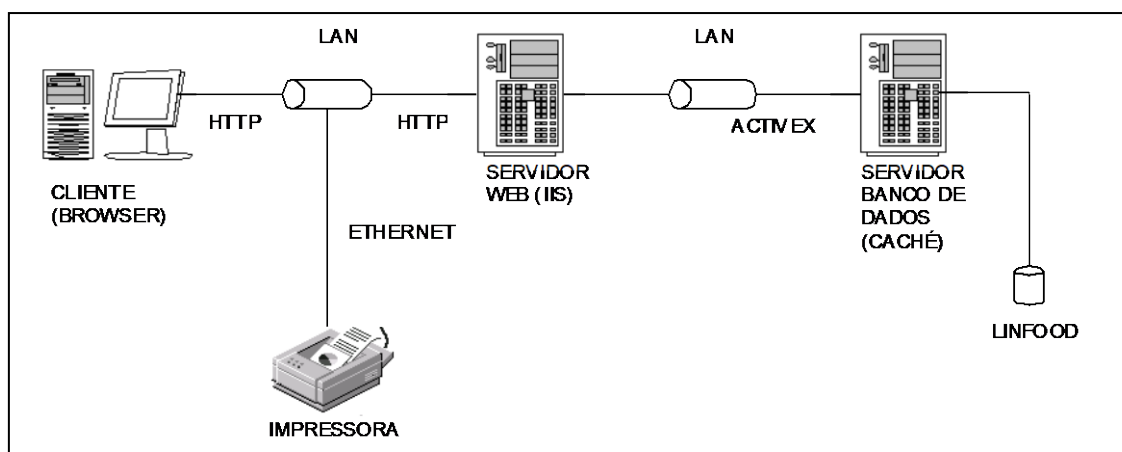 LAN
LAN
HTTP
HTTP
ACTIVEX
CLIENTE
(BROWSER)
SERVIDOR
WEB (IIS)
SERVIDOR
BANCO DE
DADOS
(CACHÉ)
ETHERNET
LINFOOD
IMPRESSORA